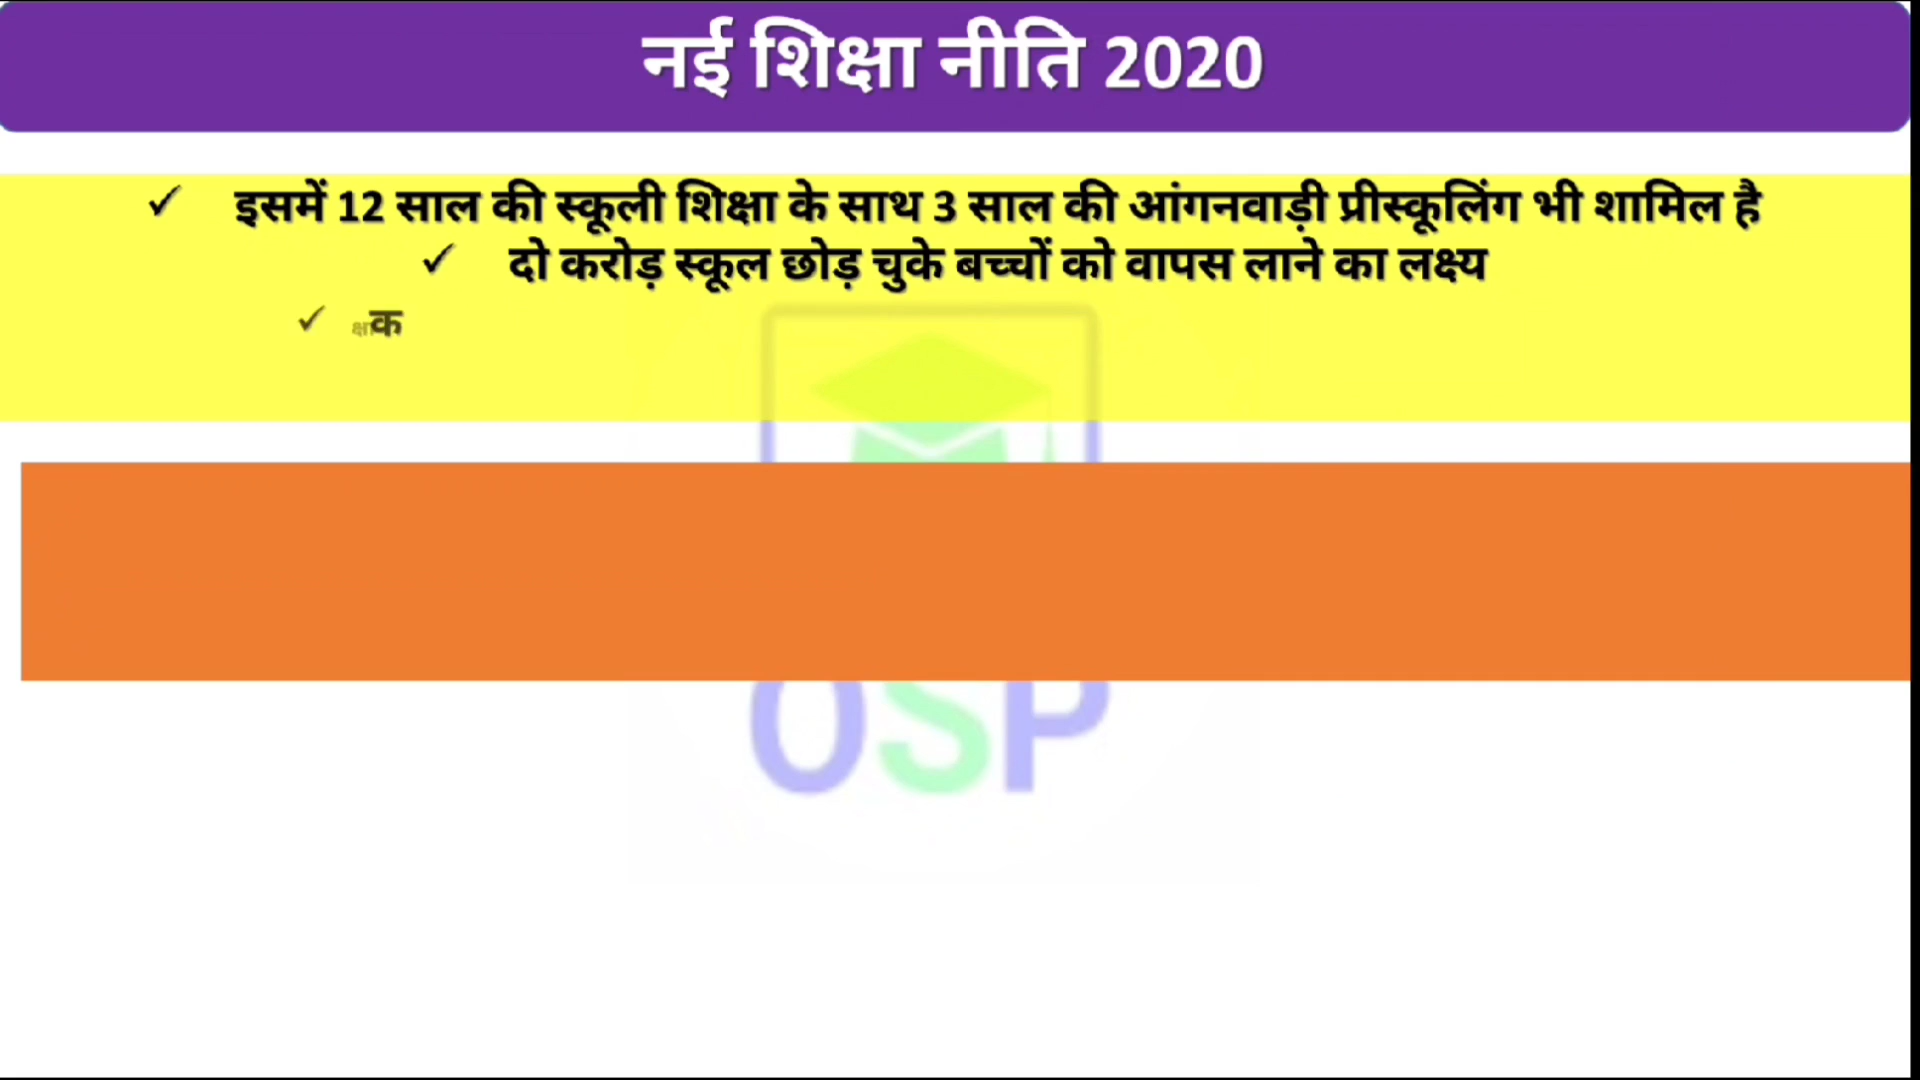 नई शिक्षा नीति 2020
✓ इसमें 12 साल की स्कूली शिक्षा के साथ 3 साल की आंगनवाड़ी प्रीस्कूलिंग भी शामिल है
✓ दो करोड़ स्कूल छोड़ चुके बच्चों को वापस लाने का लक्ष्य
✓ क
OSP